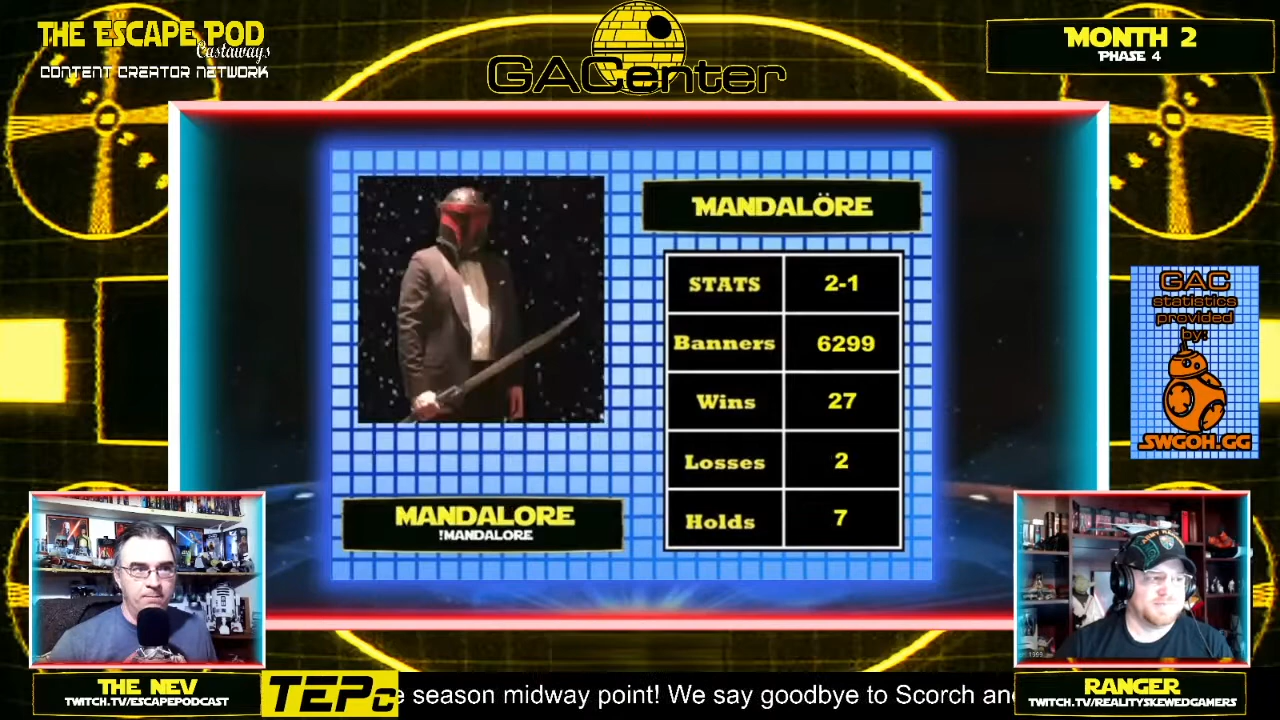 THE ESCAPE POD
Castaways
CONTENT CREATOR NETWORK
GACenter
MONTH 2
PHASE 4
MANDALÖRE
STATS 2-1
Banners 6299
Wins 27
Losses 2
Holds 7
MANDALORE
!MANDALORE
GAC
statistics
provided
by:
SWGOH.GG
THE NEV
TWITCH.TV/ESCAPEPODCAST
TEPc
e season midway point! We say goodbye to Scorch an
RANGER
TWITCH.TV/REALITYSKEWEDGAMERS